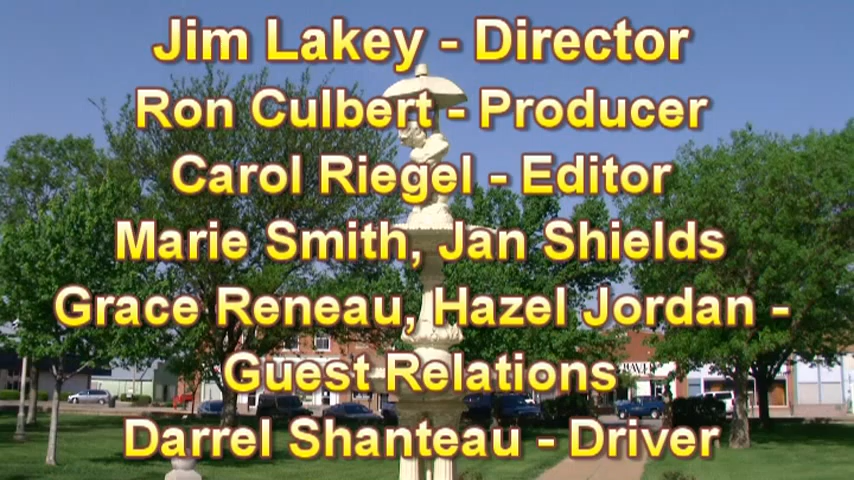 Jim Lakey - Director
Ron Culbert - Producer
Carol Riegel - Editor
Marie Smith, Jan Shields
Grace Reneau, Hazel Jordan -
Guest Relations
Darrel Shanteau - Driver